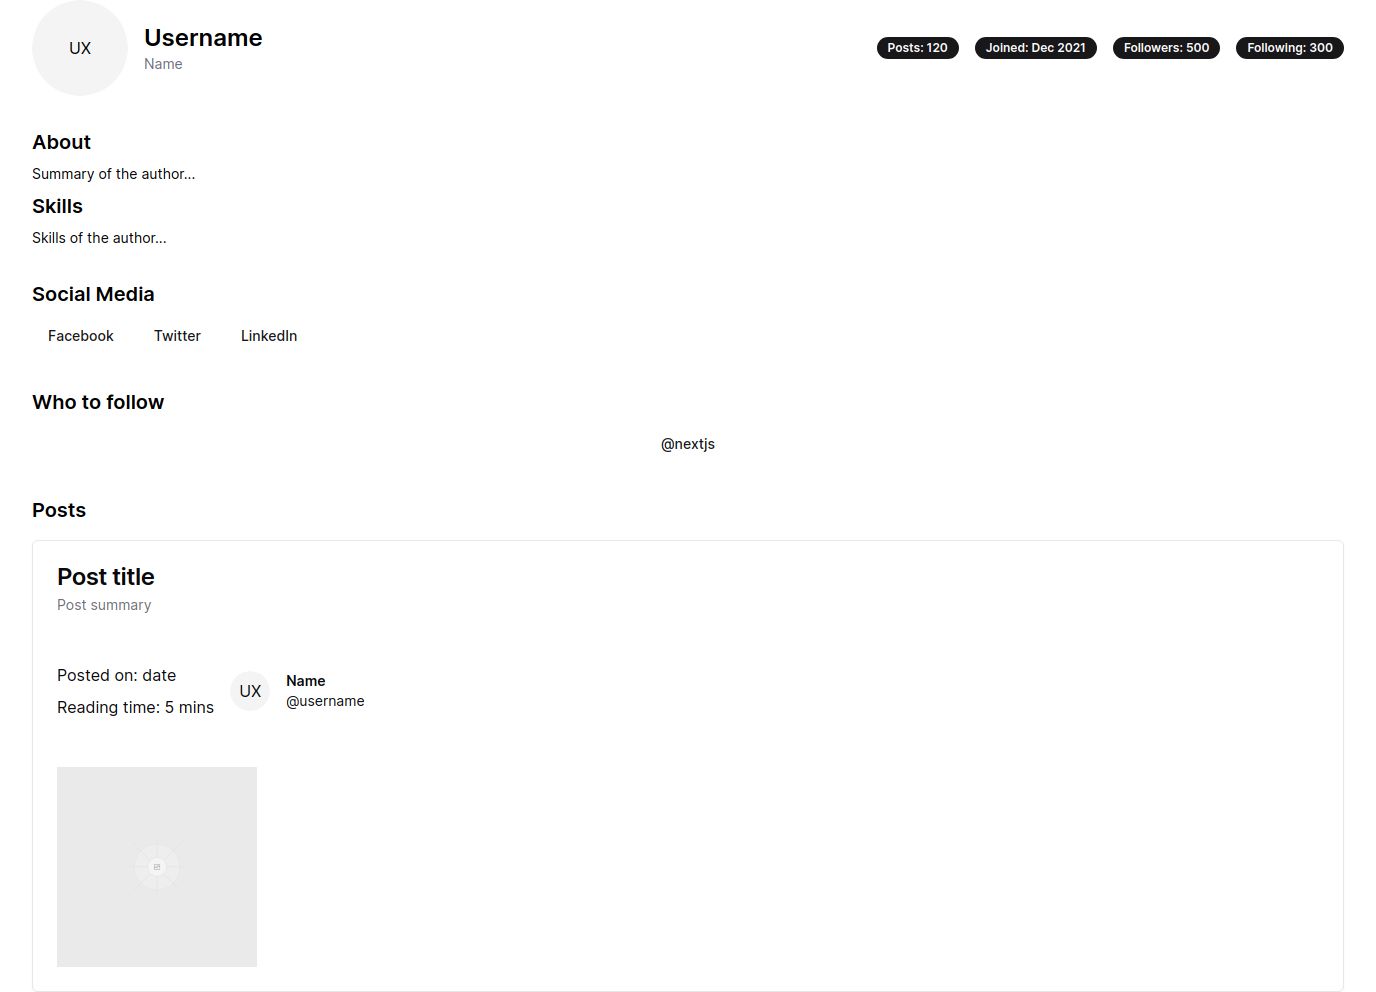 UX
Username
Name
Posts: 120
Joined: Dec 2021
Followers: 500
Following: 300
About
Summary of the author...
Skills
Skills of the author...
Social Media
Facebook
Twitter
LinkedIn
Who to follow
@nextjs
Posts
Post title
Post summary
Posted on: date
Reading time: 5 mins
UX
Name
@username